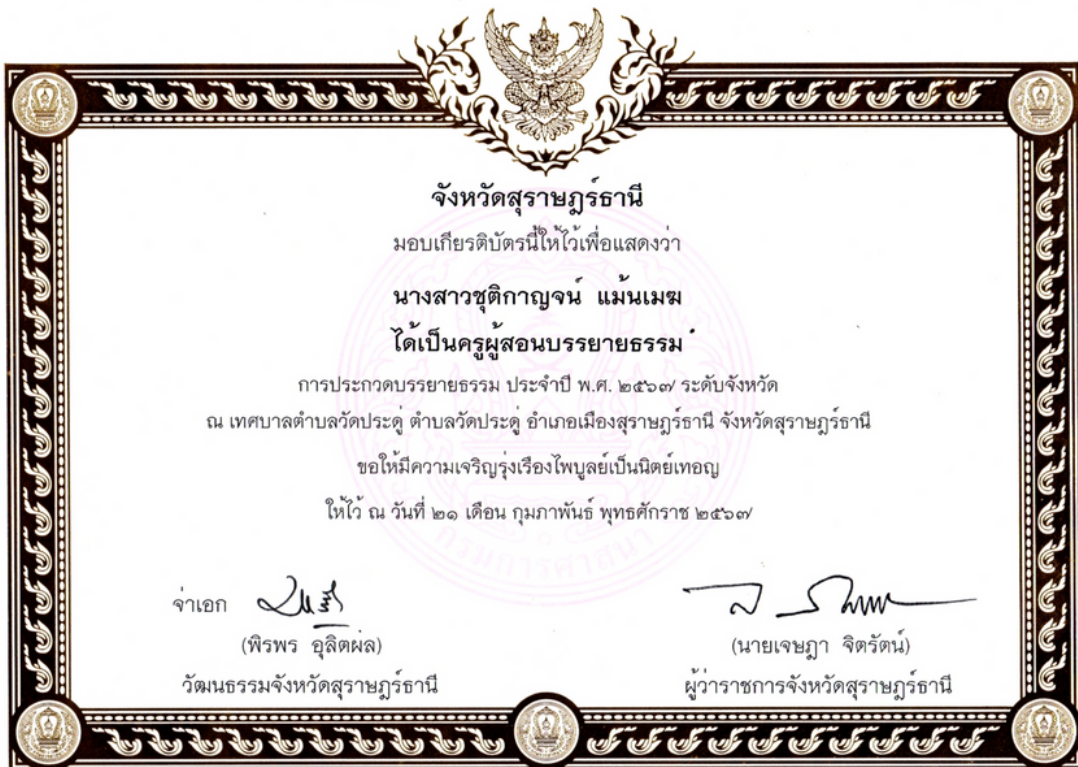 จังหวัดสุราษฎร์ธานี
มอบเกียรติบัตรนี้ให้ไว้เพื่อแสดงว่า
นางสาวชุติกาญจน์ แม้นเมฆ
ได้เป็นครูผู้สอนบรรยายธรรม
การประกวดบรรยายธรรม ประจำปี พ.ศ. ๒๕๖๗ ระดับจังหวัด
ณ เทศบาลตำบลวัดประดู่ ตำบลวัดประดู่ อำเภอเมืองสุราษฎร์ธานี จังหวัดสุราษฎร์ธานี
ขอให้มีความเจริญรุ่งเรืองไพบูลย์เป็นนิตย์เทอญ
ให้ไว้ ณ วันที่ ๒๑ เดือน กุมภาพันธ์ พุทธศักราช ๒๕๖๗
กรมการศาสนา
จ่าเอก
(พิรพร อุลิตผล)
วัฒนธรรมจังหวัดสุราษฎร์ธานี
(นายเจษฎา จิตรัตน์)
ผู้ว่าราชการจังหวัดสุราษฎร์ธานี